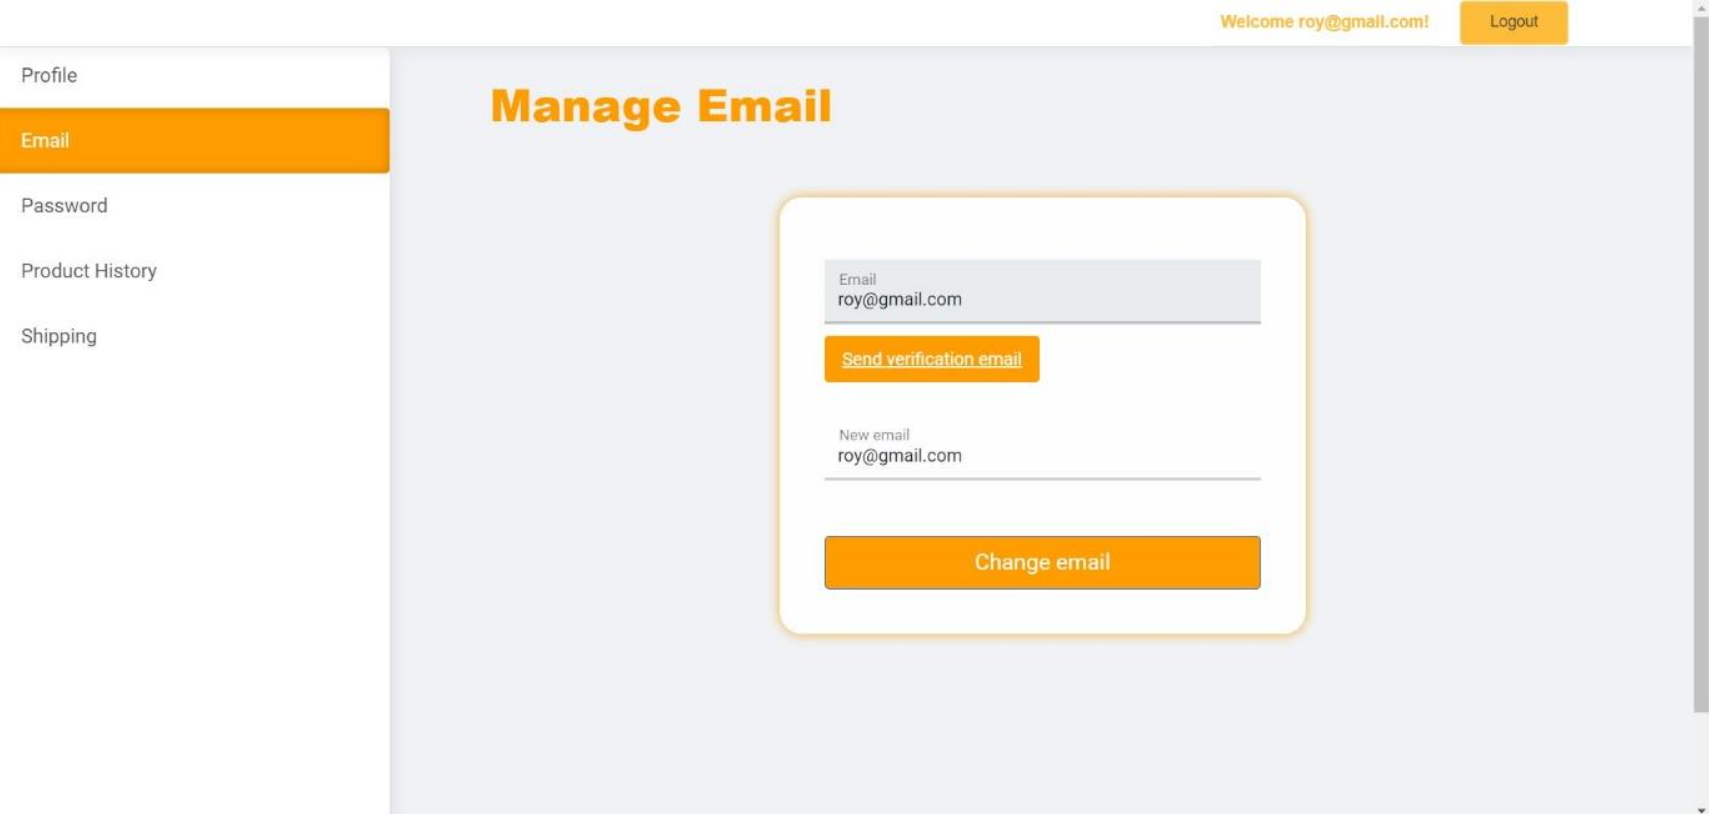 Welcome roy@gmail.com!
Logout
Profile
Email
Password
Product History
Shipping
Manage Email
Email
roy@gmail.com
Send verification email
New email
roy@gmail.com
Change email